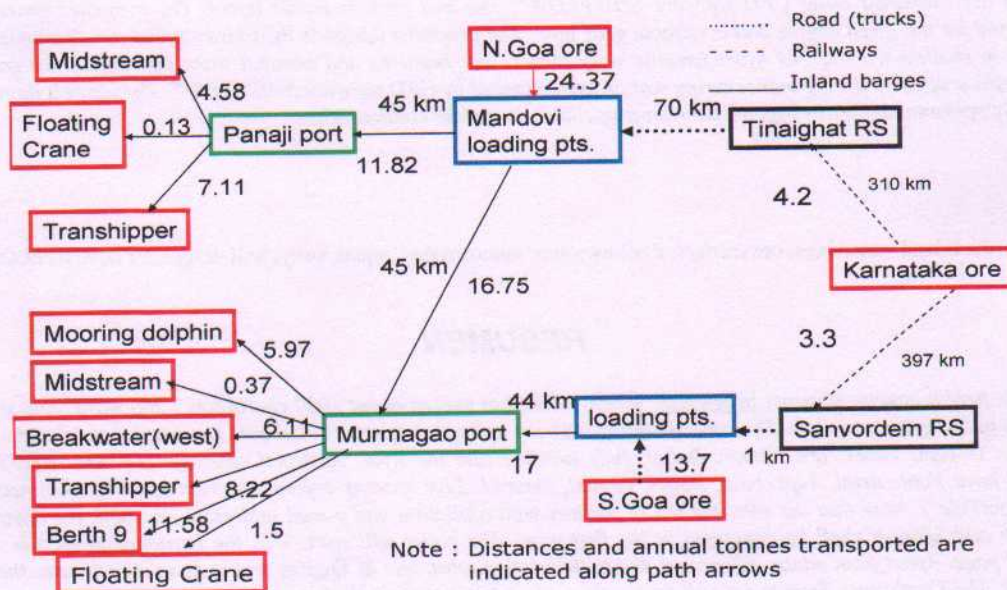 Road (trucks)
Railways
Inland barges
Midstream
N.Goa ore
24.37
4.58
45 km
70 km
Floating
Crane
0.13
Panaji port
Mandovi
loading pts.
Tinaighat RS
11.82
7.11
4.2
310 km
Transhipper
45 km
16.75
Karnataka ore
Mooring dolphin
5.97
3.3
397 km
Midstream
0.37
44 km
loading pts.
Breakwater(west)
6.11
Murmagao port
Sanvordem RS
17
13.7
1 km
Transhipper
8.22
S.Goa ore
Berth 9
11.58
1.5
Floating Crane
Note : Distances and annual tonnes transported are
indicated along path arrows